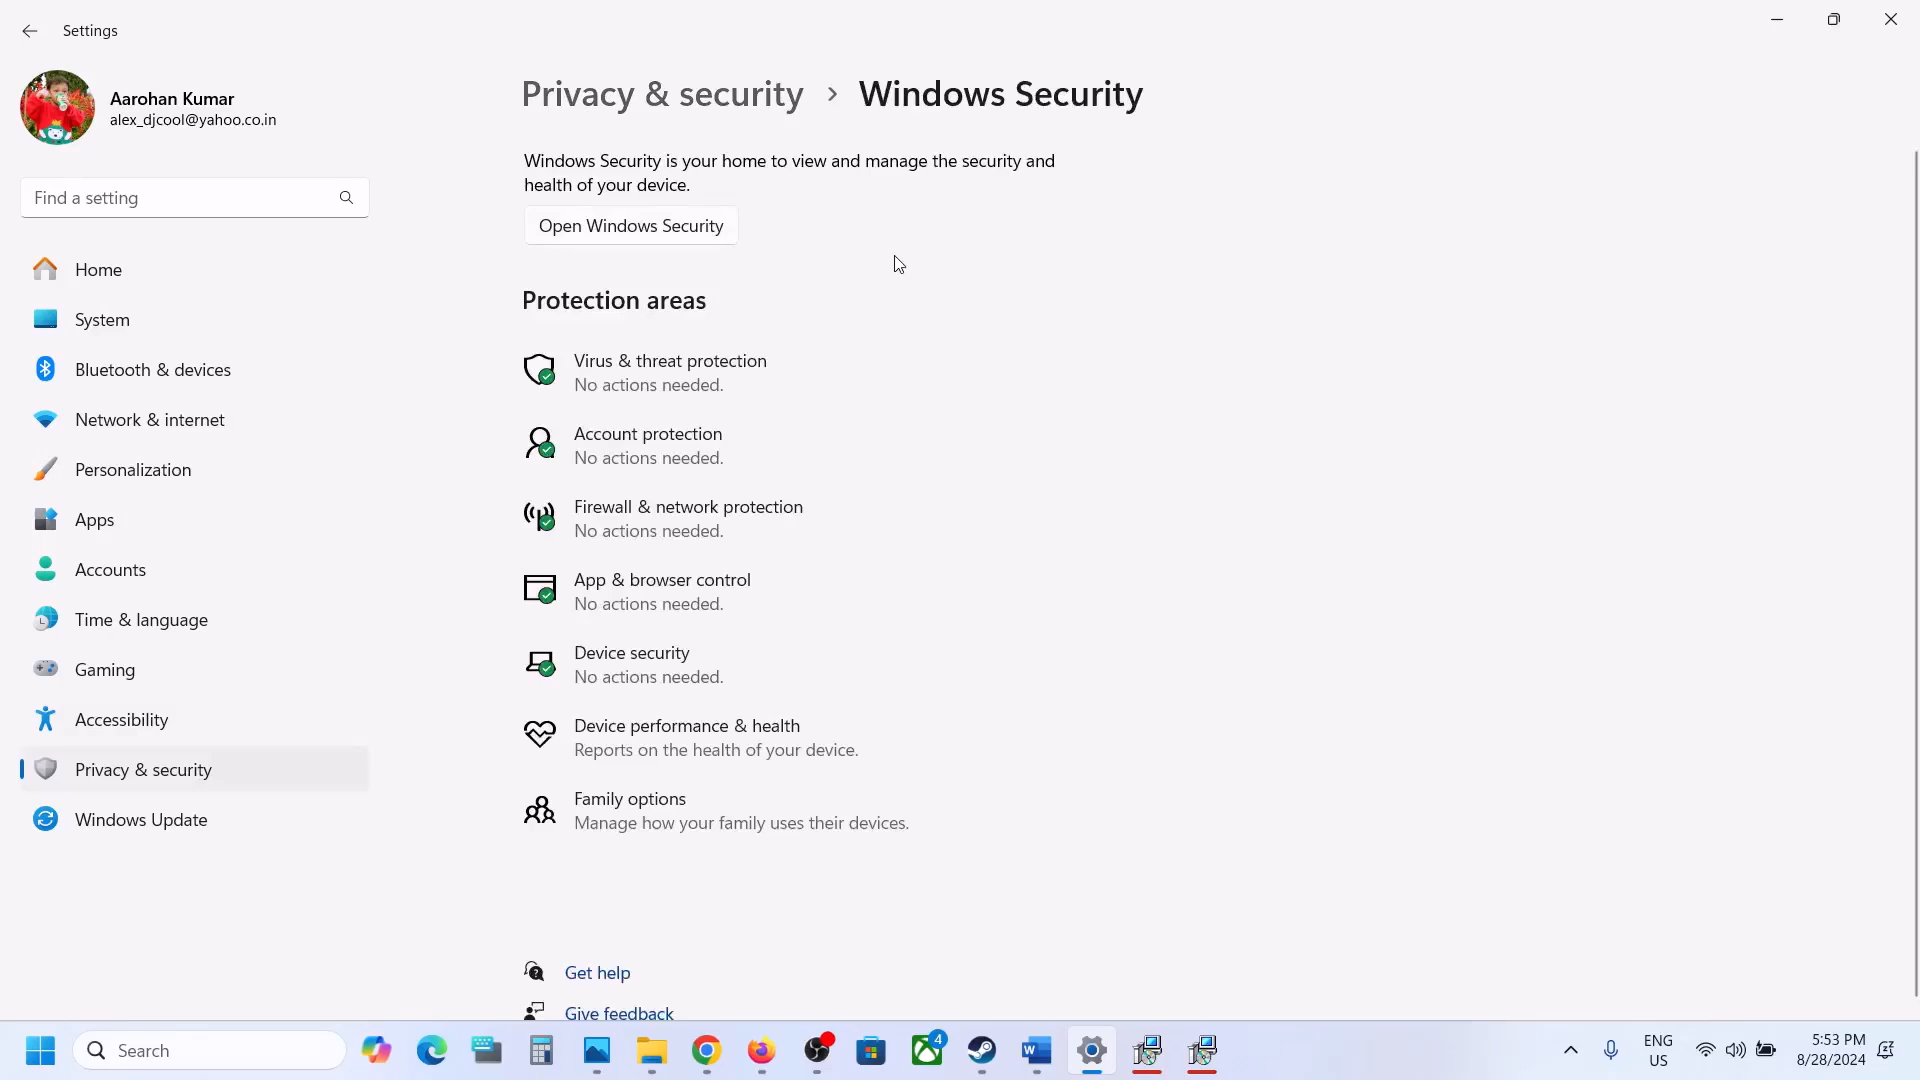 Settings
Aarohan Kumar
alex_djcool@yahoo.co.in
Find a setting
Home
System
Bluetooth & devices
Network & internet
Personalization
Apps
Accounts
Time & language
Gaming
Accessibility
Privacy & security
Windows Update
Privacy & security > Windows Security
Windows Security is your home to view and manage the security and
health of your device.
Open Windows Security
Protection areas
Virus & threat protection
No actions needed.
Account protection
No actions needed.
Firewall & network protection
No actions needed.
App & browser control
No actions needed.
Device security
No actions needed.
Device performance & health
Reports on the health of your device.
Family options
Manage how your family uses their devices.
Get help
Give feedback
Search
4
ENG
US
5:53 PM
8/28/2024